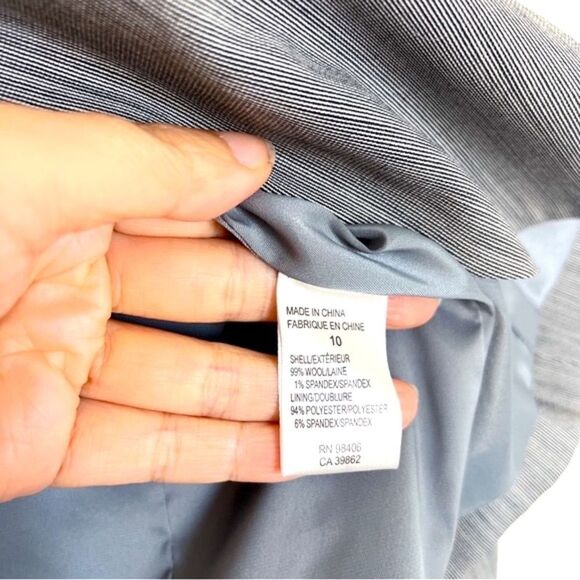 MADE IN CHINA
FABRIQUE EN CHINE
10
SHELL/EXTÉRIEUR
99% WOOL/LAINE
1% SPANDEX/SPANDEX
LINING/DOUBLURE
94% POLYESTER/POLYESTER
6% SPANDEX/SPANDEX
RN 98406
CA 39862